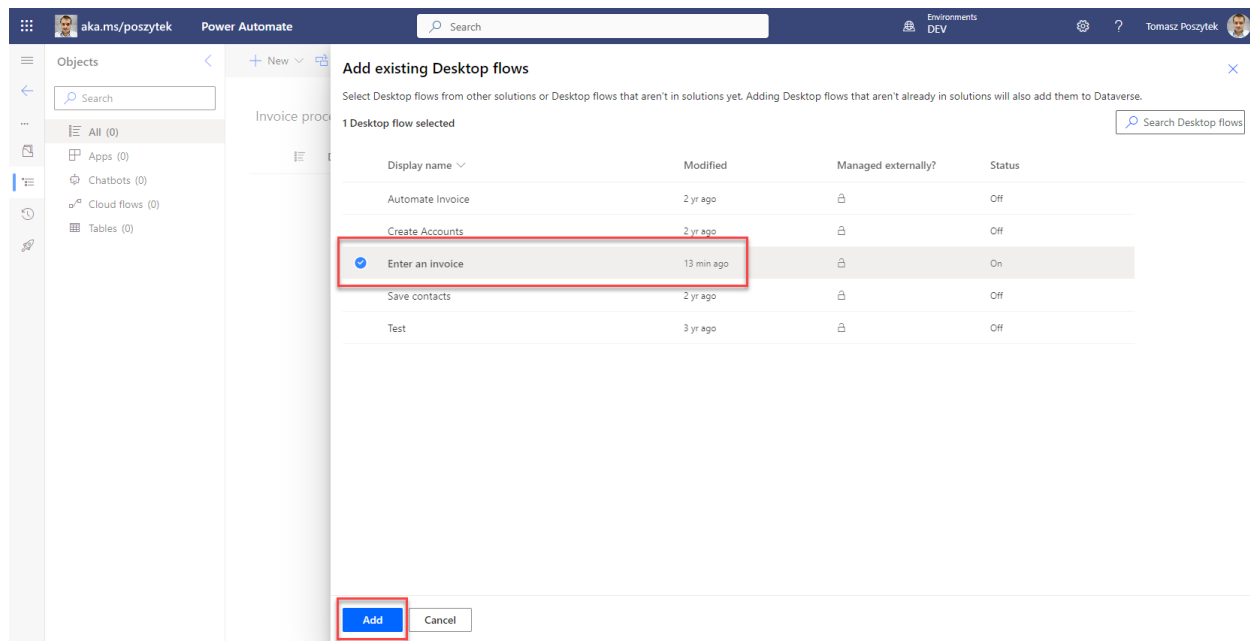 aka.ms/poszytek Power Automate Search Environments
DEV ? Tomasz Poszytek
Objects
Search
All (0)
Apps (0)
Chatbots (0)
Cloud flows (0)
Tables (0)
New
Invoice proc
Add existing Desktop flows
Select Desktop flows from other solutions or Desktop flows that aren't in solutions yet. Adding Desktop flows that aren't already in solutions will also add them to Dataverse.
1 Desktop flow selected Search Desktop flows
Display name Modified Managed externally? Status
Automate Invoice 2 yr ago Off
Create Accounts 2 yr ago Off
Enter an invoice 13 min ago On
Save contacts 2 yr ago Off
Test 3 yr ago Off
Add Cancel